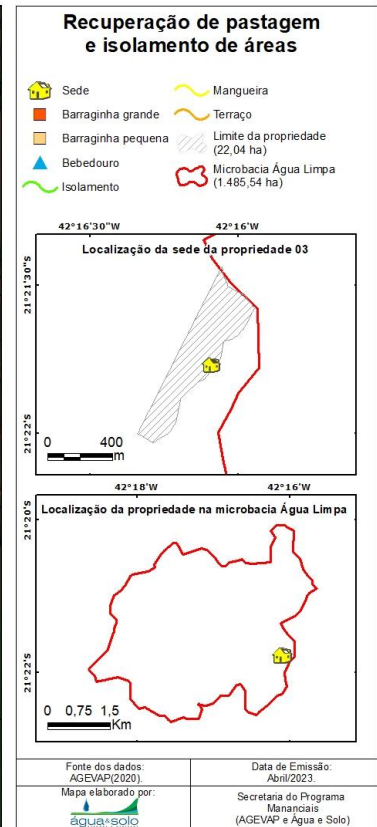 Recuperação de pastagem
e isolamento de áreas
Sede
Barraginha grande
Barraginha pequena
Bebedouro
Isolamento
Mangueira
Terraço
Limite da propriedade
(22,04 ha)
Microbacia Água Limpa
(1.485,54 ha)
42°16'30"W 42°16'W
Localização da sede da propriedade 03
21°21'30"S
21°22'S
0 400
m
42°18'W 42°16'W
Localização da propriedade na microbacia Água Limpa
21°20'S
21°22'S
0 0,75 1,5
Km
Fonte dos dados:
AGEVAP(2020).
Data de Emissão:
Abril/2023.
Mapa elaborado por:
água&solo
Secretaria do Programa
Mananciais
(AGEVAP e Água e Solo)